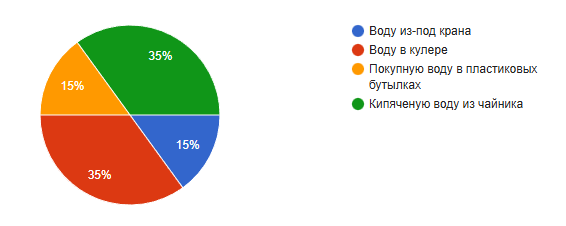 35%
15%
15%
35%
Воду из-под крана
Воду в кулере
Покупную воду в пластиковых
бутылках
Кипяченую воду из чайника